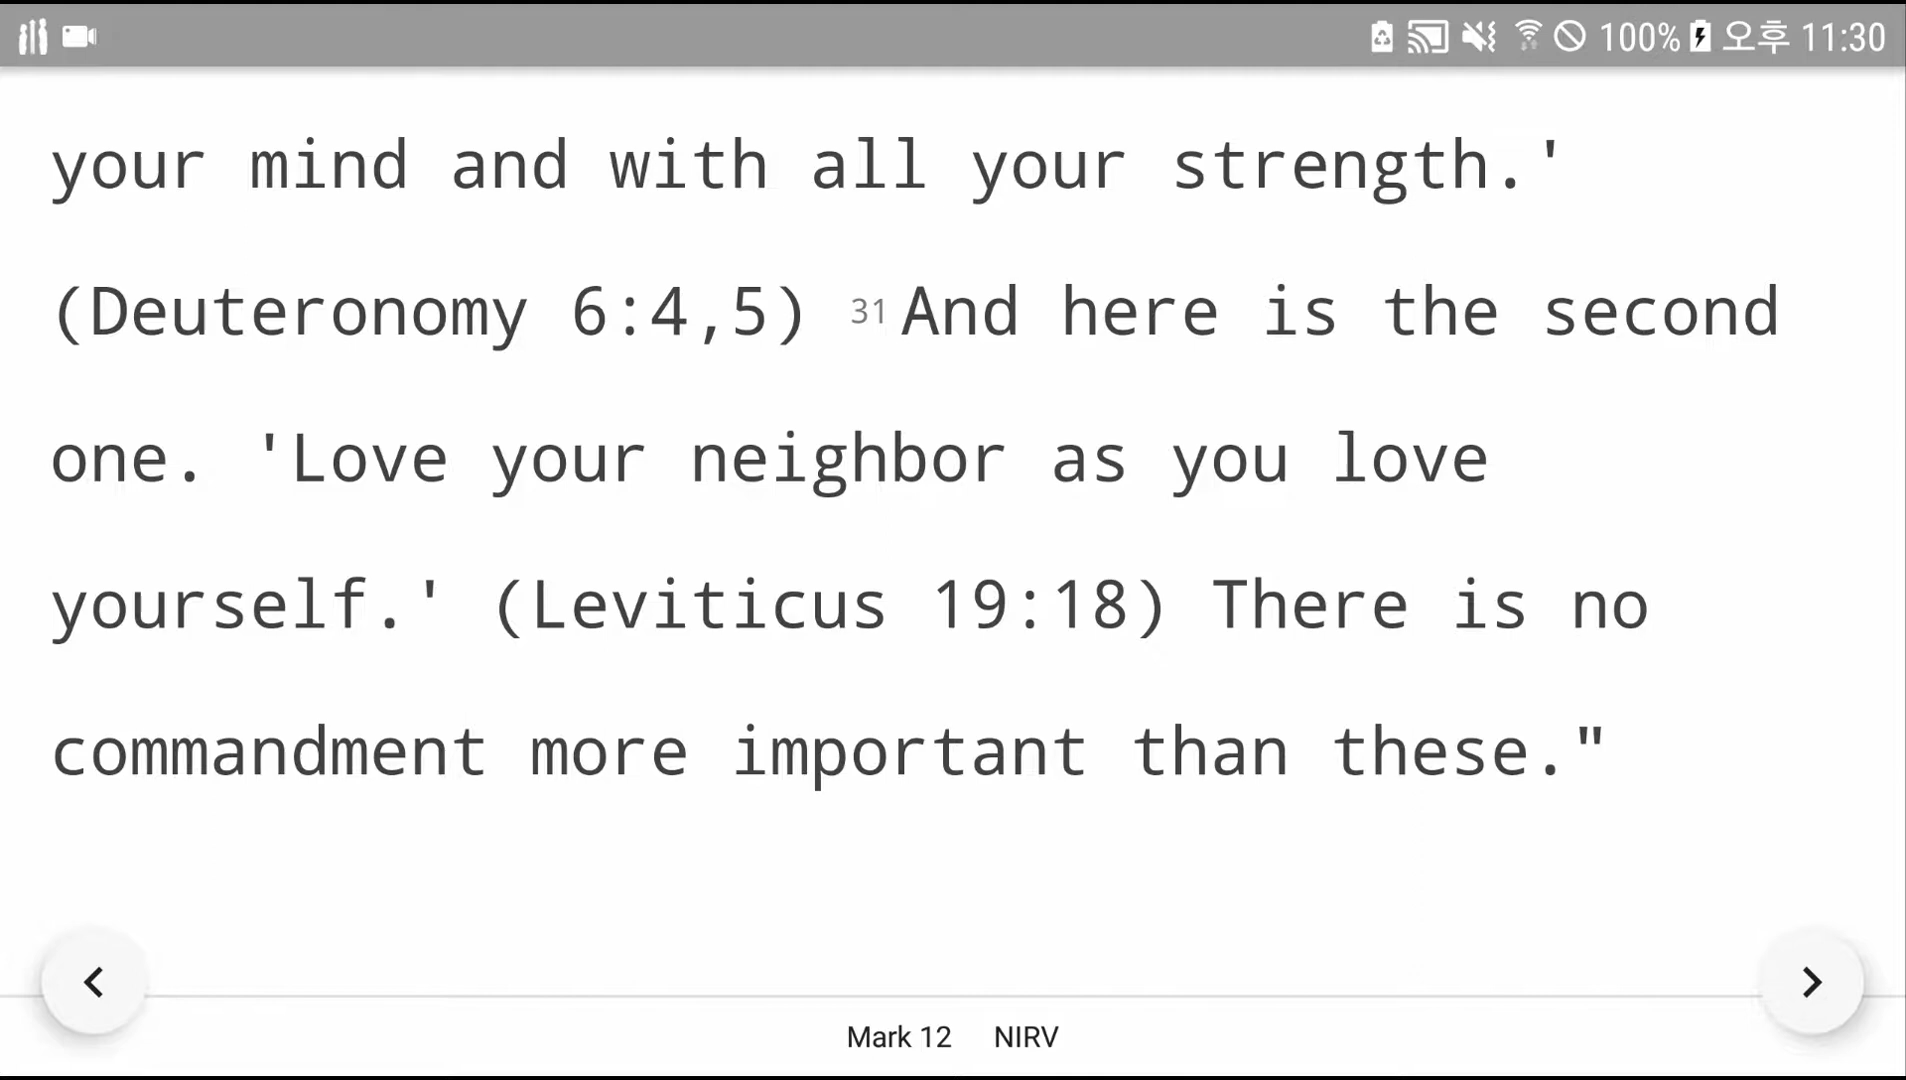 100% 오후 11:30
your mind and with all your strength.'
(Deuteronomy 6:4,5) 31 And here is the second
one. 'Love your neighbor as you love
yourself.' (Leviticus 19:18) There is no
commandment more important than these."
Mark 12 NIRV